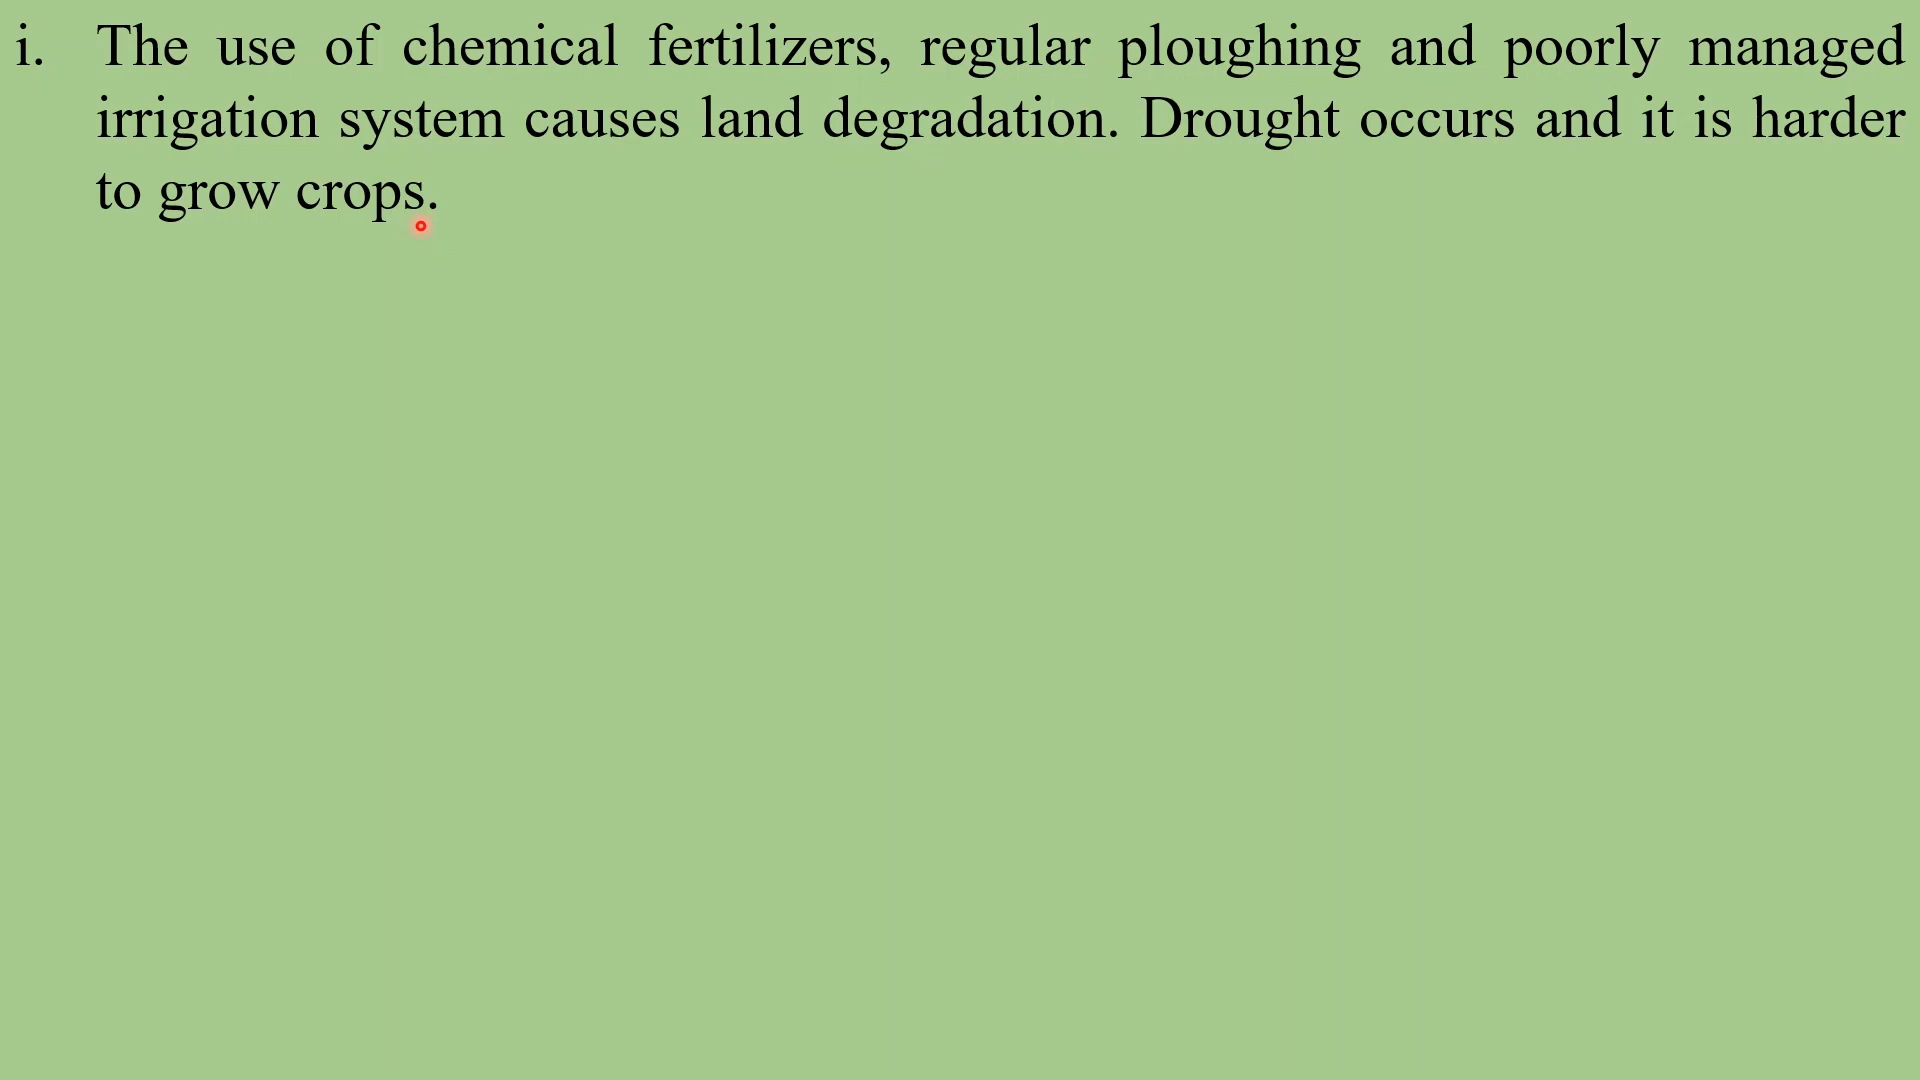 i. The use of chemical fertilizers, regular ploughing and poorly managed
irrigation system causes land degradation. Drought occurs and it is harder
to grow crops.